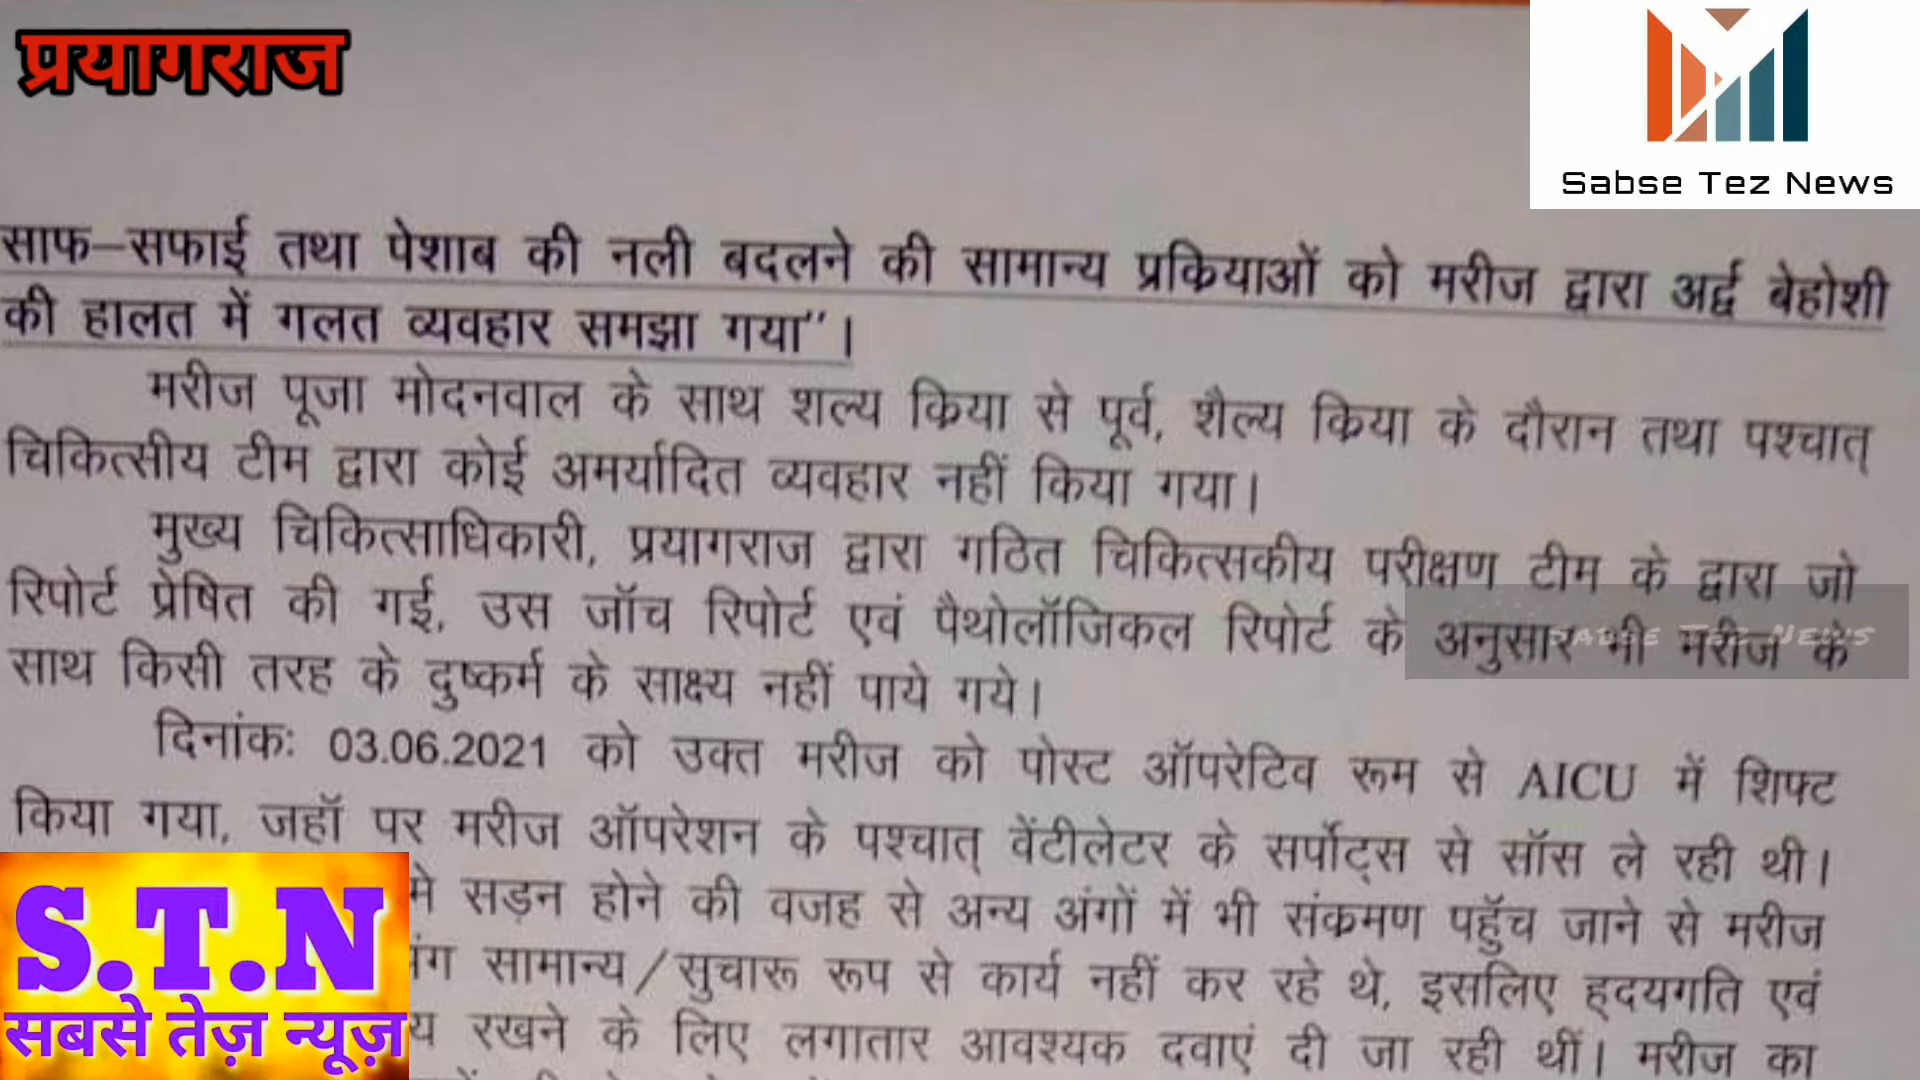 प्रयागराज
Sabse Tez News
साफ–सफाई तथा पेशाब की नली बदलने की सामान्य प्रकियाओं को मरीज द्वारा अर्द्व बेहोशी
की हालत में गलत व्यवहार समझा गया"।
मरीज पूजा मोदनवाल के साथ शल्य किया से पूर्व, शैल्य किया के दौरान तथा पश्चात्
चिकित्सीय टीम द्वारा कोई अमर्यादित व्यवहार नहीं किया गया।
मुख्य चिकित्साधिकारी, प्रयागराज द्वारा गठित चिकित्सकीय परीक्षण टीम के द्वारा जो
रिपोर्ट प्रेषित की गई, उस जॉच रिपोर्ट एवं पैथोलॉजिकल रिपोर्ट के अनुसार भी मरीज के
Sabse Tez News
साथ किसी तरह के दुष्कर्म के साक्ष्य नहीं पाये गये।
दिनांकः 03.06.2021 को उक्त मरीज को पोस्ट ऑपरेटिव रूम से AICU में शिफ्ट
किया गया, जहॉ पर मरीज ऑपरेशन के पश्चात् वेंटीलेटर के सर्पोट्स से सॉस ले रही थी।
मे सड़न होने की वजह से अन्य अंगों में भी संकमण पहुॅच जाने से मरीज
सामान्य/सुचारू रूप से कार्य नहीं कर रहे थे, इसलिए ह्दयगति एवं
रखने के लिए लगातार आवश्यक दवाएं दी जा रही थीं। मरीज का
S.T.N
सबसे तेज़ न्यूज़